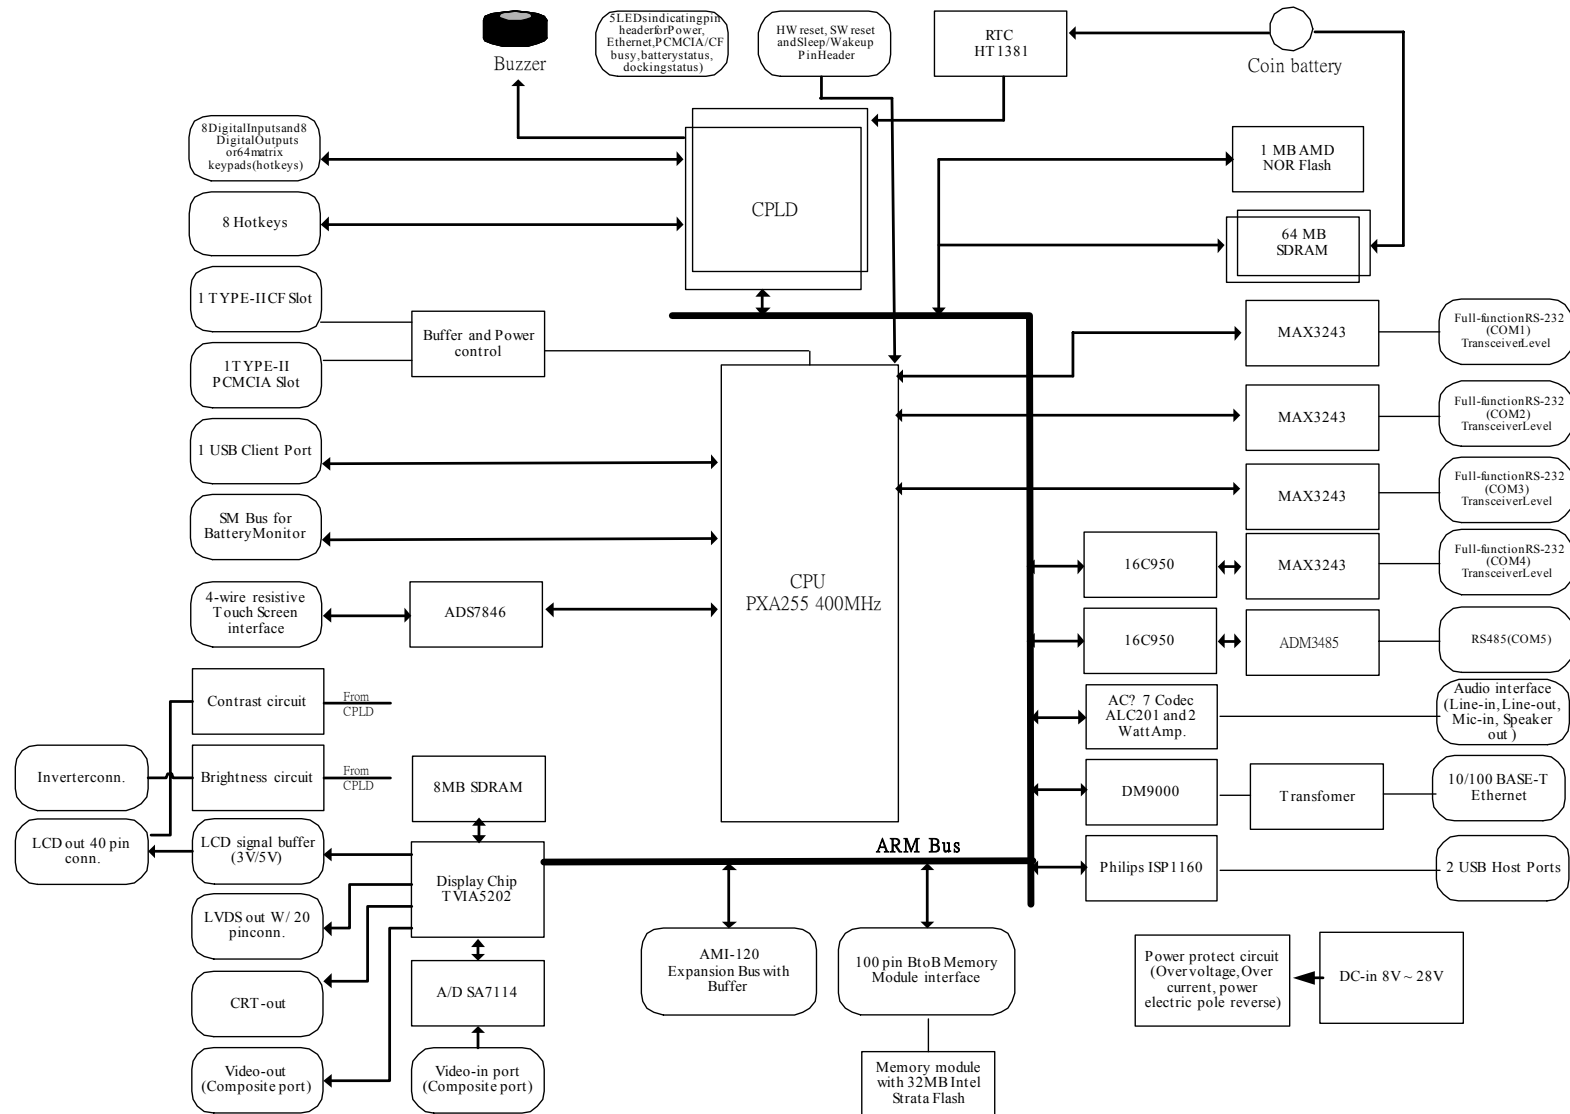 Buzzer
5LEDsindicatingpin
headerforPower,
Ethernet,PCMCIA/CF
busy,batterystatus,
dockingstatus)
HW reset, SW reset
andSleep/Wakeup
PinHeader
RTC
HT1381
Coin battery
8DigitalInputsand8
DigitalOutputs
or64matrix
keypads(hotkeys)
CPLD
1 MB AMD
NOR Flash
8 Hotkeys
64 MB
SDRAM
1 TYPE-IICFSlot
Buffer and Power
control
1TYPE-II
PCMCIA Slot
MAX3243
Full-functionRS-232
(COM1)
TransceiverLevel
MAX3243
Full-functionRS-232
(COM2)
TransceiverLevel
1 USB Client Port
MAX3243
Full-functionRS-232
(COM3)
TransceiverLevel
SM Bus for
BatteryMonitor
CPU
PXA255 400MHz
16C950
MAX3243
Full-functionRS-232
(COM4)
TransceiverLevel
4-wire resistive
Touch Screen
interface
ADS7846
16C950
ADM3485
RS485(COM5)
Contrast circuit
From
CPLD
AC? 7 Codec
ALC201 and 2
WattAmp.
Audio interface
(Line-in, Line-out,
Mic-in, Speaker
out )
Inverterconn.
Brightness circuit
From
CPLD
8MB SDRAM
DM9000
Transfomer
10/100 BASE-T
Ethernet
LCD out 40 pin
conn.
LCD signal buffer
(3V/5V)
ARM Bus
Display Chip
TVIA5202
Philips ISP1160
2 USB Host Ports
LVDS out W/ 20
pinconn.
AMI-120
Expansion Bus with
Buffer
100 pin BtoB Memory
Module interface
Power protect circuit
(Overvoltage, Over
current, power
electric pole reverse)
DC-in 8V ~ 28V
CRT-out
A/D SA7114
Video-out
(Composite port)
Video-in port
(Composite port)
Memory module
with 32MB Intel
Strata Flash